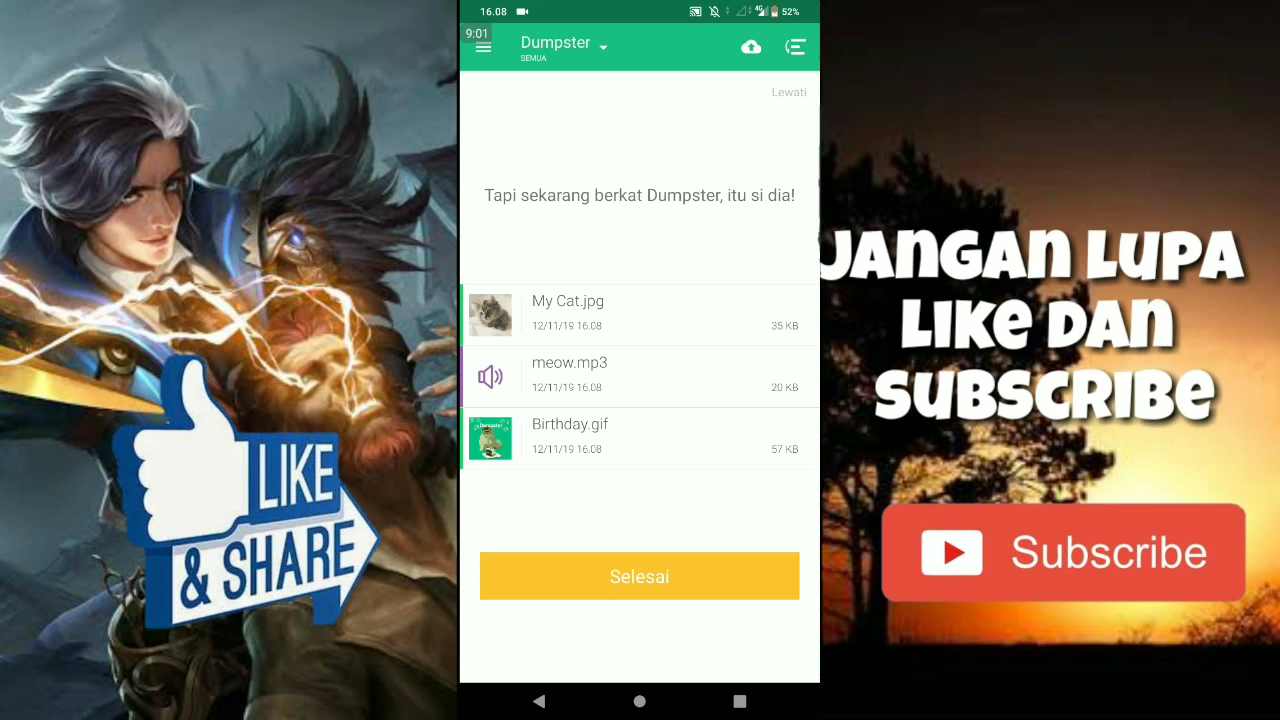 16.08
4G
52%
9:01
Dumpster
SEMUA
Lewati
Tapi sekarang berkat Dumpster, itu si dia!
My Cat.jpg
12/11/19 16.08
35 KB
meow.mp3
12/11/19 16.08
20 KB
Dumpster
Birthday.gif
12/11/19 16.08
57 KB
Selesai
LIKE
& SHARE
JANGAN LUPA
LIKE DAN
SUBSCRIBE
Subscribe